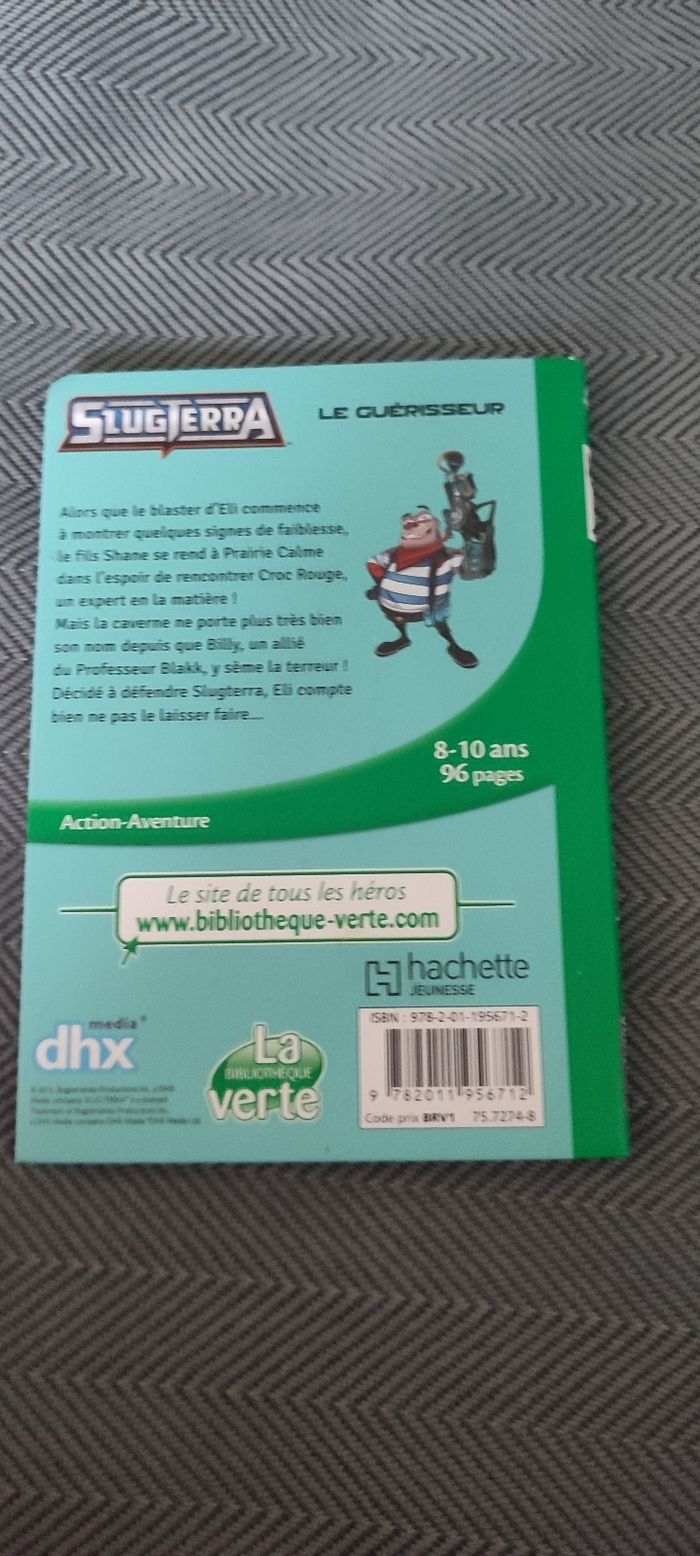 SLUGTERRA
LE GUÉRISSEUR
Alors que le blaster d'Eli commence
à montrer quelques signes de faiblesse,
le fils Shane se rend à Prairie Calme
dans l'espoir de rencontrer Croc Rouge,
un expert en la matière !
Mais la caverne ne porte plus très bien
son nom depuis que Billy, un allié
du Professeur Blakk, y sème la terreur !
Décidé à défendre Slugterra, Eli compte
bien ne pas le laisser faire...
8-10 ans
96 pages
Action-Aventure
Le site de tous les héros
www.bibliotheque-verte.com
hachette
JEUNESSE
dhx media
La
BIBLIOTHÈQUE
verte
ISBN : 978-2-01-195671-2
9 782011 956712
Code prix BRV1 75.7274-8